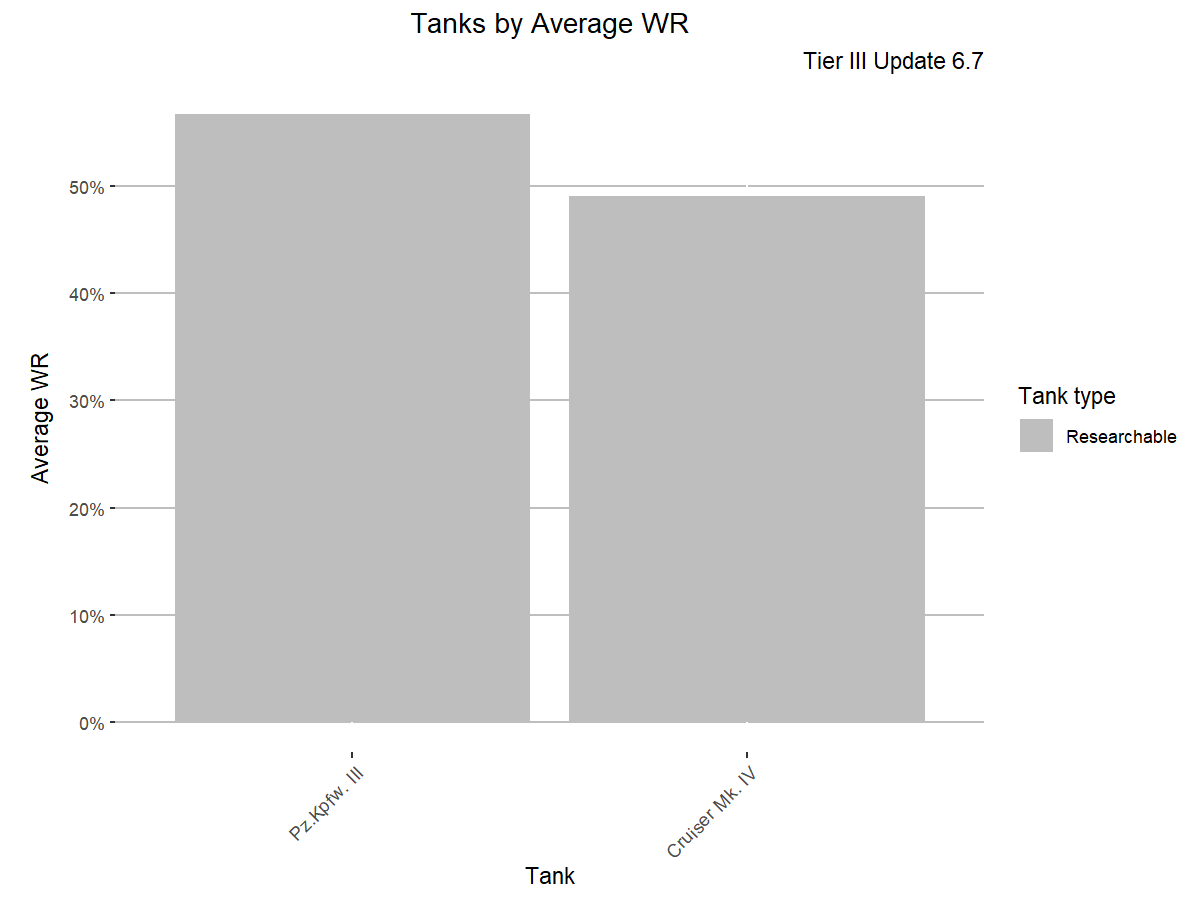 Tanks by Average WR
Tier III Update 6.7
50%
40%
30%
20%
10%
0%
Average WR
Pz.Kpfw. III
Cruiser Mk. IV
Tank
Tank type
Researchable